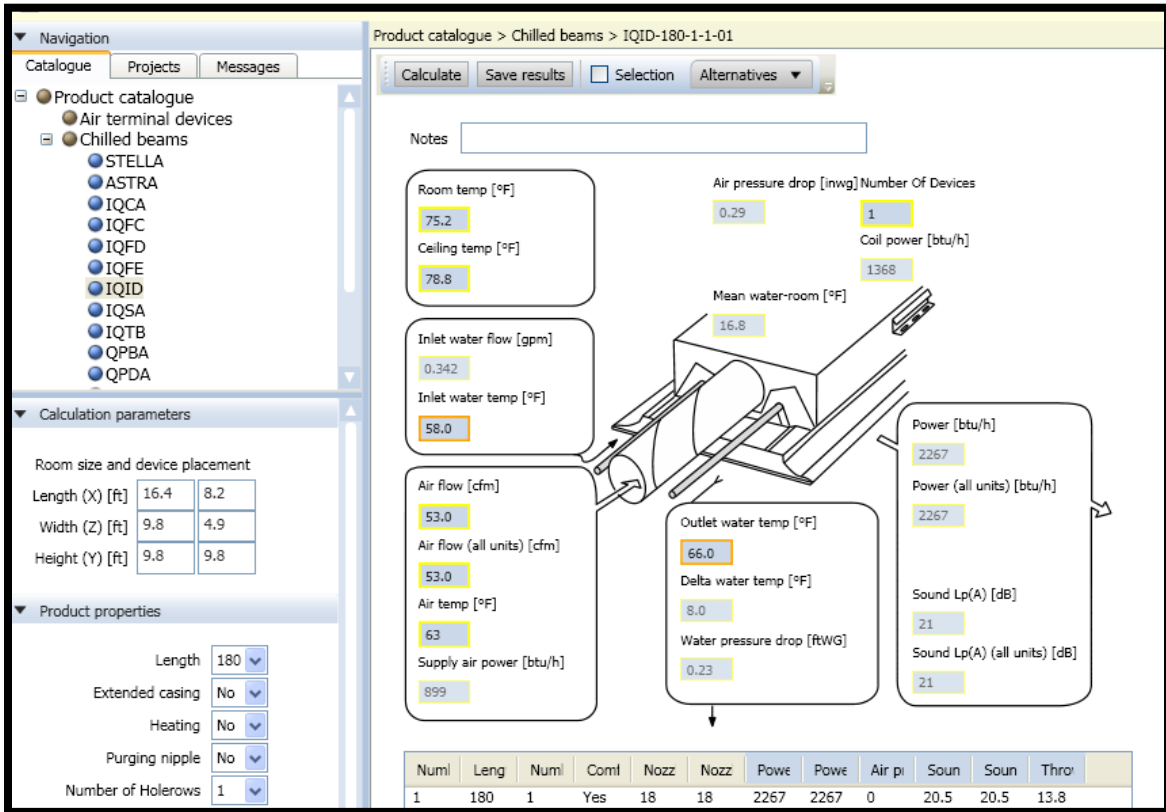 Navigation
Catalogue Projects Messages
Product catalogue
Air terminal devices
Chilled beams
STELLA
ASTRA
IQCA
IQFC
IQFD
IQFE
IQID
IQSA
IQTB
QPBA
QPDA
Calculation parameters
Room size and device placement
Length (X) [ft] 16.4 8.2
Width (Z) [ft] 9.8 4.9
Height (Y) [ft] 9.8 9.8
Product properties
Length 180
Extended casing No
Heating No
Purging nipple No
Number of Holerows 1
Product catalogue > Chilled beams > IQID-180-1-1-01
Calculate Save results Selection Alternatives
Notes
Room temp [°F]
75.2
Ceiling temp [°F]
78.8
Air pressure drop [inwg] Number Of Devices
0.29 1
Coil power [btu/h]
1368
Mean water-room [°F]
16.8
Inlet water flow [gpm]
0.342
Inlet water temp [°F]
58.0
Air flow [cfm]
53.0
Air flow (all units) [cfm]
53.0
Air temp [°F]
63
Supply air power [btu/h]
899
Outlet water temp [°F]
66.0
Delta water temp [°F]
8.0
Water pressure drop [ftWG]
0.23
Power [btu/h]
2267
Power (all units) [btu/h]
2267
Sound Lp(A) [dB]
21
Sound Lp(A) (all units) [dB]
21
Numl Leng Numl Comf Nozz Nozz Powe Powe Air pi Soun Soun Throv
1 180 1 Yes 18 18 2267 2267 0 20.5 20.5 13.8